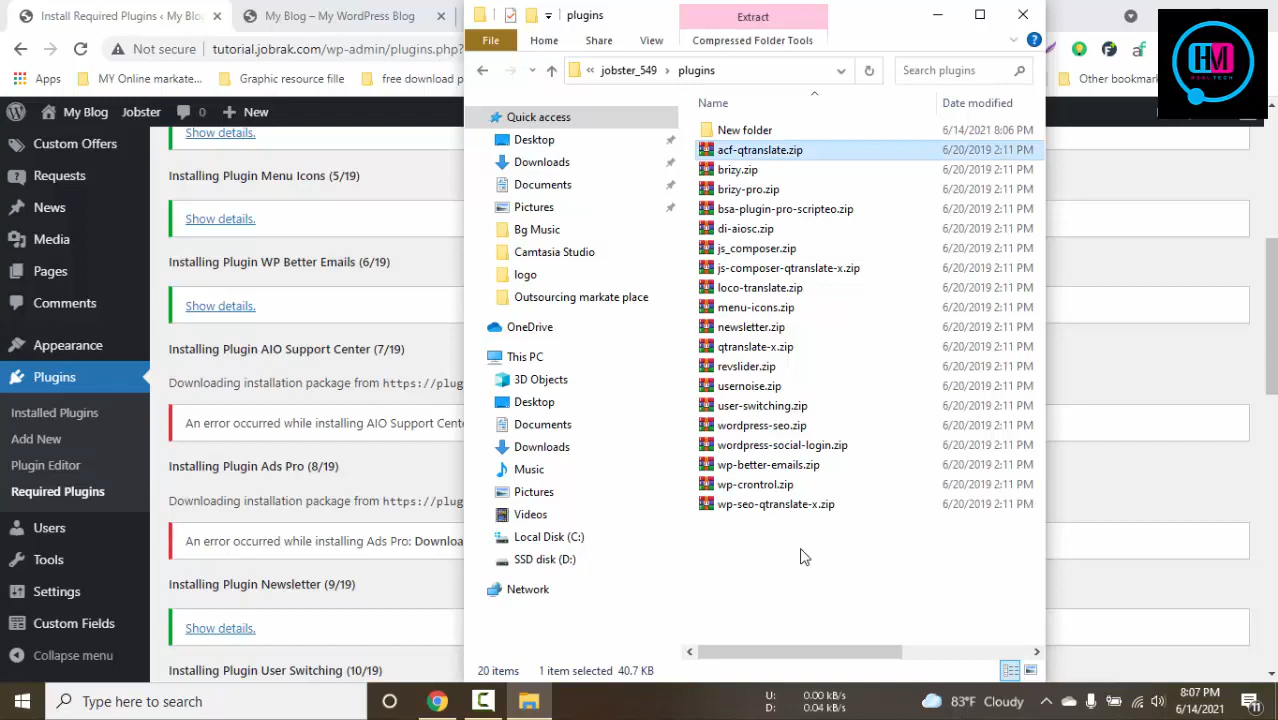 Install Required Plugins ‹ jobste
My Blog – My WordPress Blog
plugins
Extract
File
Home
Share
View
Compressed Folder Tools
HM
REAL TECH
Not secure
torial.jobrak.com
-admin/plugins.php?
jobster_549
plugins
Search plugins
af
Apps
MY Online markate...
Graphic resource file
free download p
Other bookmark
My Blog
Jobster
0
New
Name
Date modified
Quick access
Desktop
Downloads
Documents
Pictures
Bg Music
Camtasia Studio
logo
Outsourcing markate place
OneDrive
This PC
3D Objects
Desktop
Documents
Downloads
Music
Pictures
Videos
Local Disk (C:)
SSD disk (D:)
Network
New folder 6/14/2021 8:06 PM
acf-qtranslate.zip 6/20/2019 2:11 PM
brizy.zip 6/20/2019 2:11 PM
brizy-pro.zip 6/20/2019 2:11 PM
bsa-plugin-pro-scripteo.zip 6/20/2019 2:11 PM
di-aiosc.zip 6/20/2019 2:11 PM
js_composer.zip 6/20/2019 2:11 PM
js-composer-qtranslate-x.zip 6/20/2019 2:11 PM
loco-translate.zip 6/20/2019 2:11 PM
menu-icons.zip 6/20/2019 2:11 PM
newsletter.zip 6/20/2019 2:11 PM
qtranslate-x.zip 6/20/2019 2:11 PM
revslider.zip 6/20/2019 2:11 PM
usernoise.zip 6/20/2019 2:11 PM
user-switching.zip 6/20/2019 2:11 PM
wordpress-seo.zip 6/20/2019 2:11 PM
wordpress-social-login.zip 6/20/2019 2:11 PM
wp-better-emails.zip 6/20/2019 2:11 PM
wp-crontrol.zip 6/20/2019 2:11 PM
wp-seo-qtranslate-x.zip 6/20/2019 2:11 PM
20 items
1 item selected 40.7 KB
Custom Offers
Requests
News
Media
Pages
Comments
Appearance
Plugins
Installed Plugins
Add New
Plugin Editor
Required Plugins
Users
Tools
Settings
Custom Fields
Collapse menu
Show details.
Installing Plugin Menu Icons (5/19)
Show details.
Installing Plugin WP Better Emails (6/19)
Show details.
Installing Plugin AIO Support Center (7/19)
Downloading installation package from https://plug
An error occurred while installing AIO Support Cente
Installing Plugin Ads Pro (8/19)
Downloading installation package from https://plug
An error occurred while installing Ads Pro: Downloa
Installing Plugin Newsletter (9/19)
Show details.
Installing Plugin User Switching (10/19)
Type here to search
U: 0.00 kB/s
D: 0.04 kB/s
83°F Cloudy
8:07 PM
6/14/2021
11